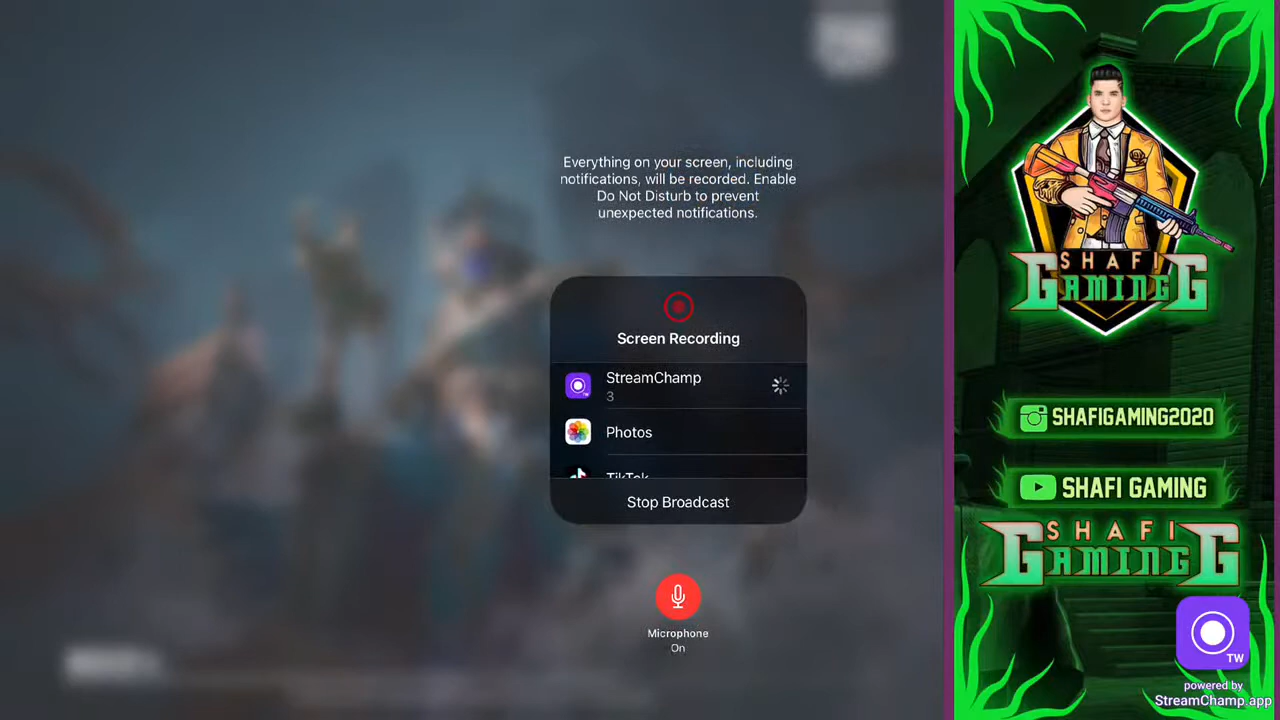 Everything on your screen, including
notifications, will be recorded. Enable
Do Not Disturb to prevent
unexpected notifications.
Screen Recording
StreamChamp
3
Photos
TikTok
Stop Broadcast
Microphone
On
SHAFI
GAMING
SHAFIGAMING2020
SHAFI GAMING
SHAFI
GAMING
TW
powered by
StreamChamp.app